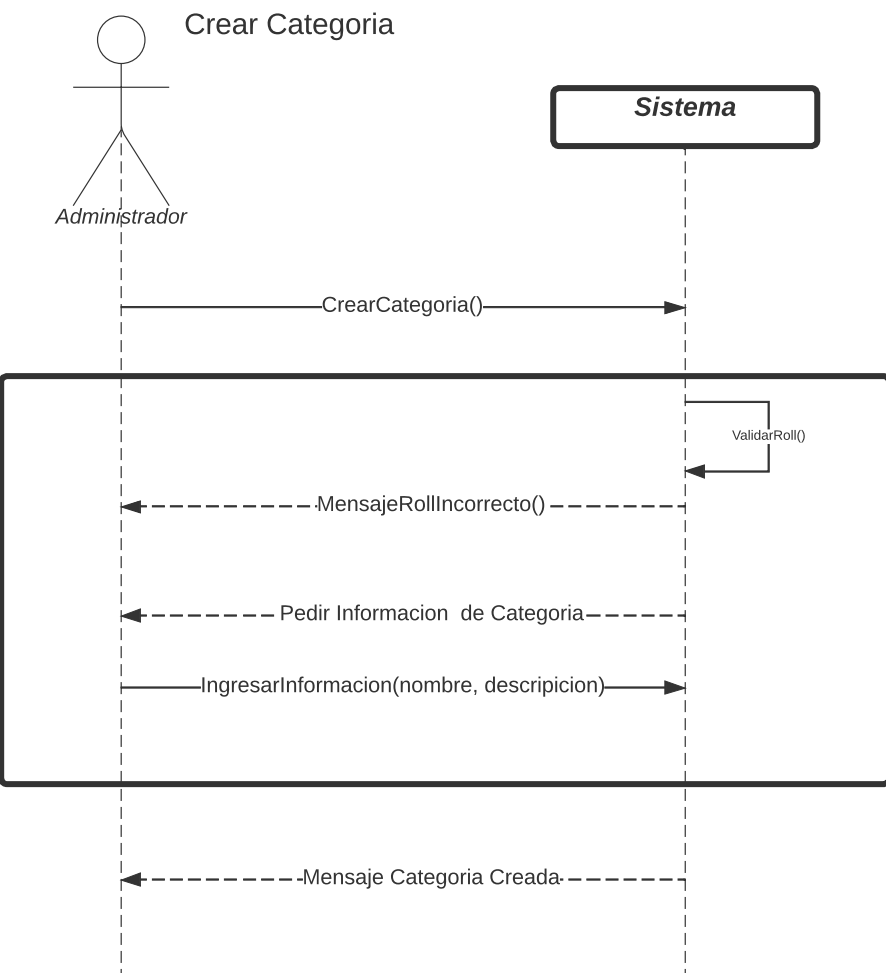 Crear Categoria
Sistema
Administrador
CrearCategoria()
ValidarRoll()
MensajeRollIncorrecto()
Pedir Informacion  de Categoria
IngresarInformacion(nombre, descripicion)
Mensaje Categoria Creada